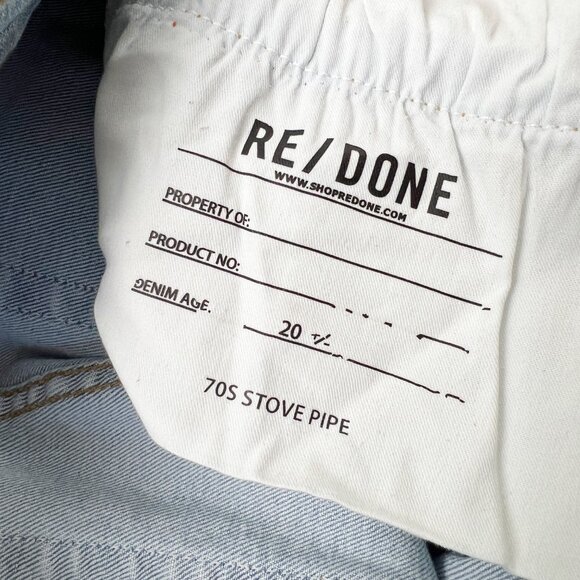 RE/DONE
WWW.SHOPREDONE.COM
PROPERTY OF:
PRODUCT NO:
DENIM AGE.
20 +/-
70S STOVE PIPE